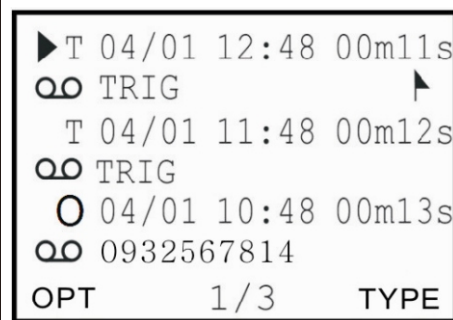 T 04/01 12:48 00m11s
TRIG
T 04/01 11:48 00m12s
TRIG
O 04/01 10:48 00m13s
0932567814
OPT 1/3 TYPE